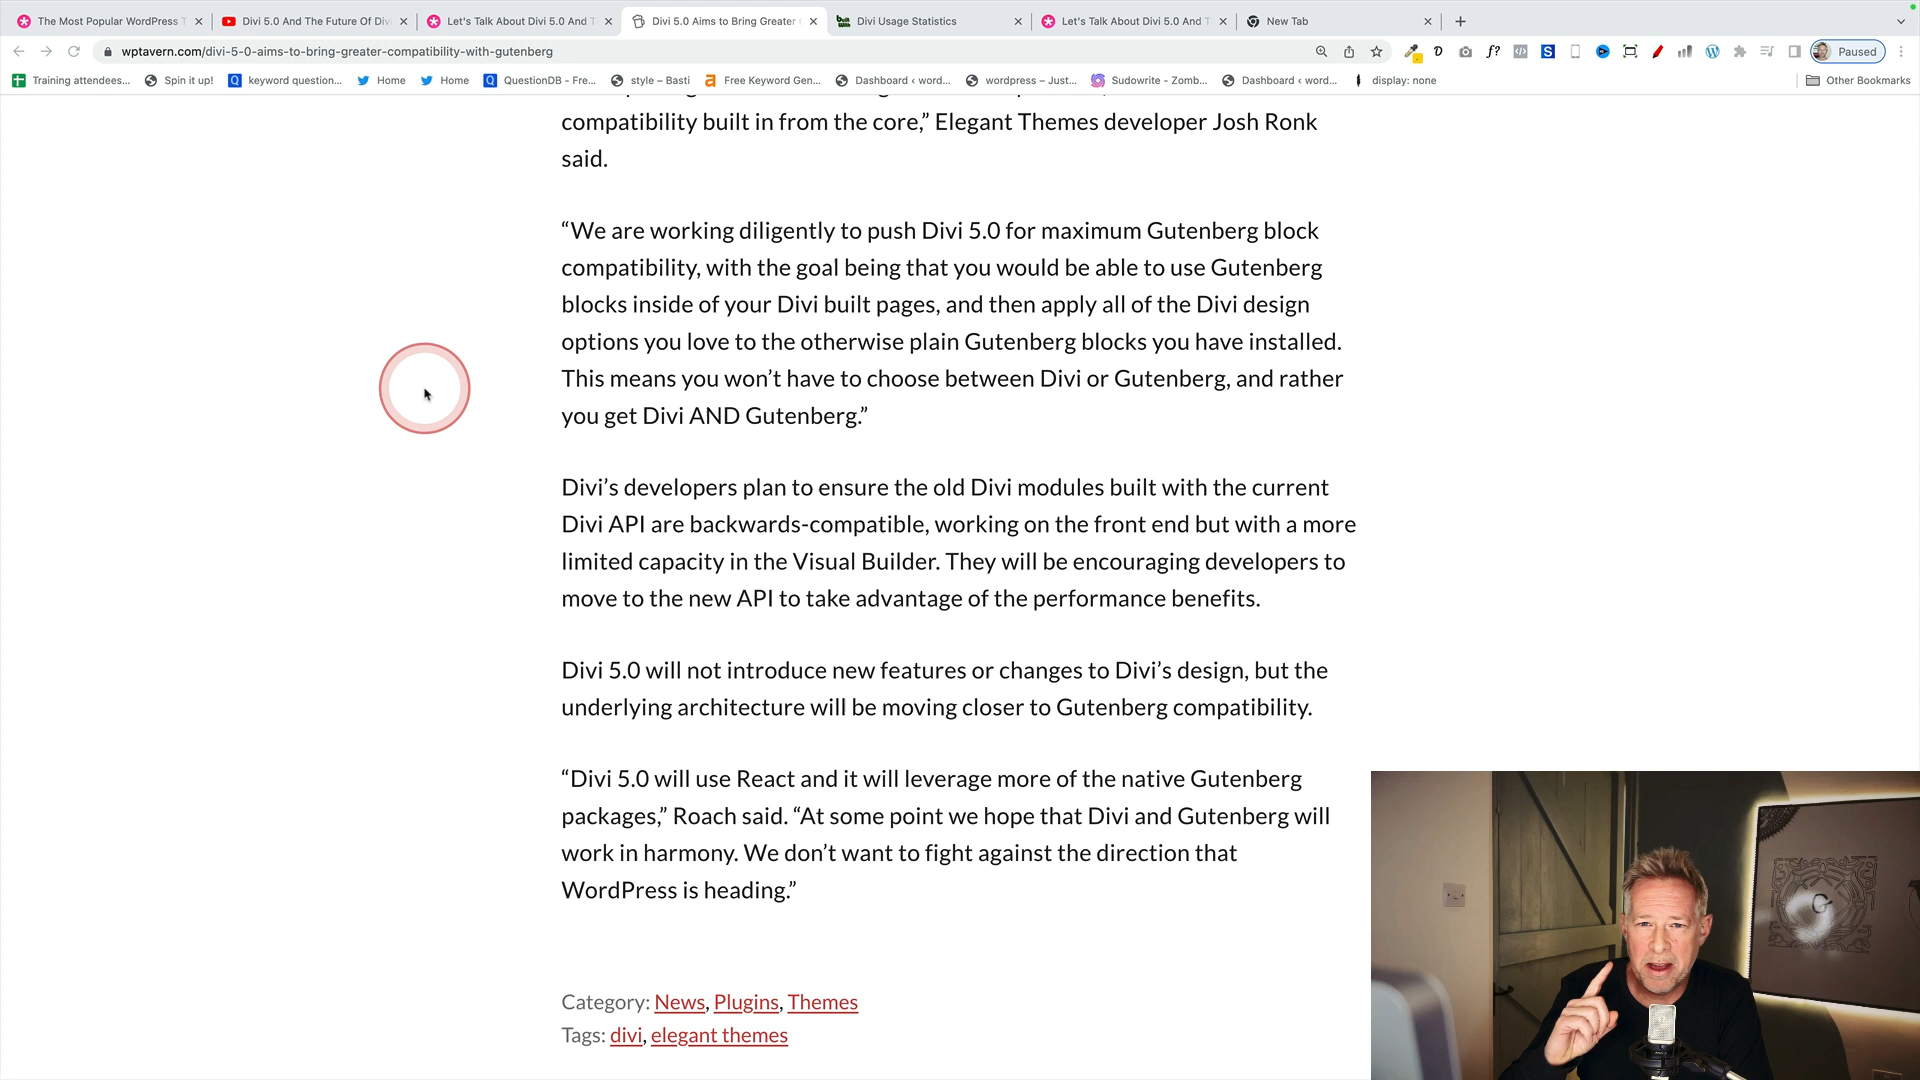 The Most Popular WordPress T
Divi 5.0 And The Future Of Div
Let's Talk About Divi 5.0 And T
Divi 5.0 Aims to Bring Greater
Divi Usage Statistics
Let's Talk About Divi 5.0 And T
New Tab
wptavern.com/divi-5-0-aims-to-bring-greater-compatibility-with-gutenberg
Paused
Training attendees...
Spin it up!
keyword question...
Home
Home
QuestionDB - Fre...
style – Basti
Free Keyword Gen...
Dashboard ‹ word...
wordpress – Just...
Sudowrite - Zomb...
Dashboard ‹ word...
display: none
Other Bookmarks
compatibility built in from the core,” Elegant Themes developer Josh Ronk
said.
“We are working diligently to push Divi 5.0 for maximum Gutenberg block
compatibility, with the goal being that you would be able to use Gutenberg
blocks inside of your Divi built pages, and then apply all of the Divi design
options you love to the otherwise plain Gutenberg blocks you have installed.
This means you won’t have to choose between Divi or Gutenberg, and rather
you get Divi AND Gutenberg.”
Divi’s developers plan to ensure the old Divi modules built with the current
Divi API are backwards-compatible, working on the front end but with a more
limited capacity in the Visual Builder. They will be encouraging developers to
move to the new API to take advantage of the performance benefits.
Divi 5.0 will not introduce new features or changes to Divi’s design, but the
underlying architecture will be moving closer to Gutenberg compatibility.
“Divi 5.0 will use React and it will leverage more of the native Gutenberg
packages,” Roach said. “At some point we hope that Divi and Gutenberg will
work in harmony. We don’t want to fight against the direction that
WordPress is heading.”
Category: News, Plugins, Themes
Tags: divi, elegant themes